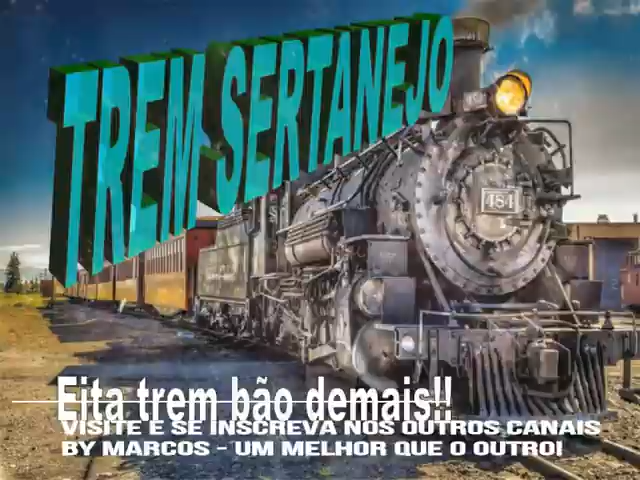 TREM SERTANEJO
484
Eita trem bão demais!!
VISITE E SE INSCREVA NOS OUTROS CANAIS
BY MARCOS - UM MELHOR QUE O OUTRO!